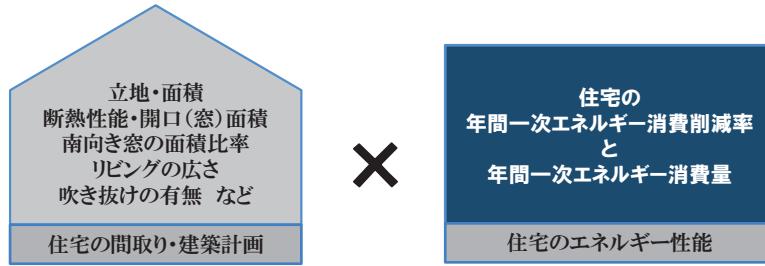 立地・面積
断熱性能・開口（窓）面積
南向き窓の面積比率
リビングの広さ
吹き抜けの有無 など
住宅の間取り・建築計画
×
住宅の
年間一次エネルギー消費削減率
と
年間一次エネルギー消費量
住宅のエネルギー性能